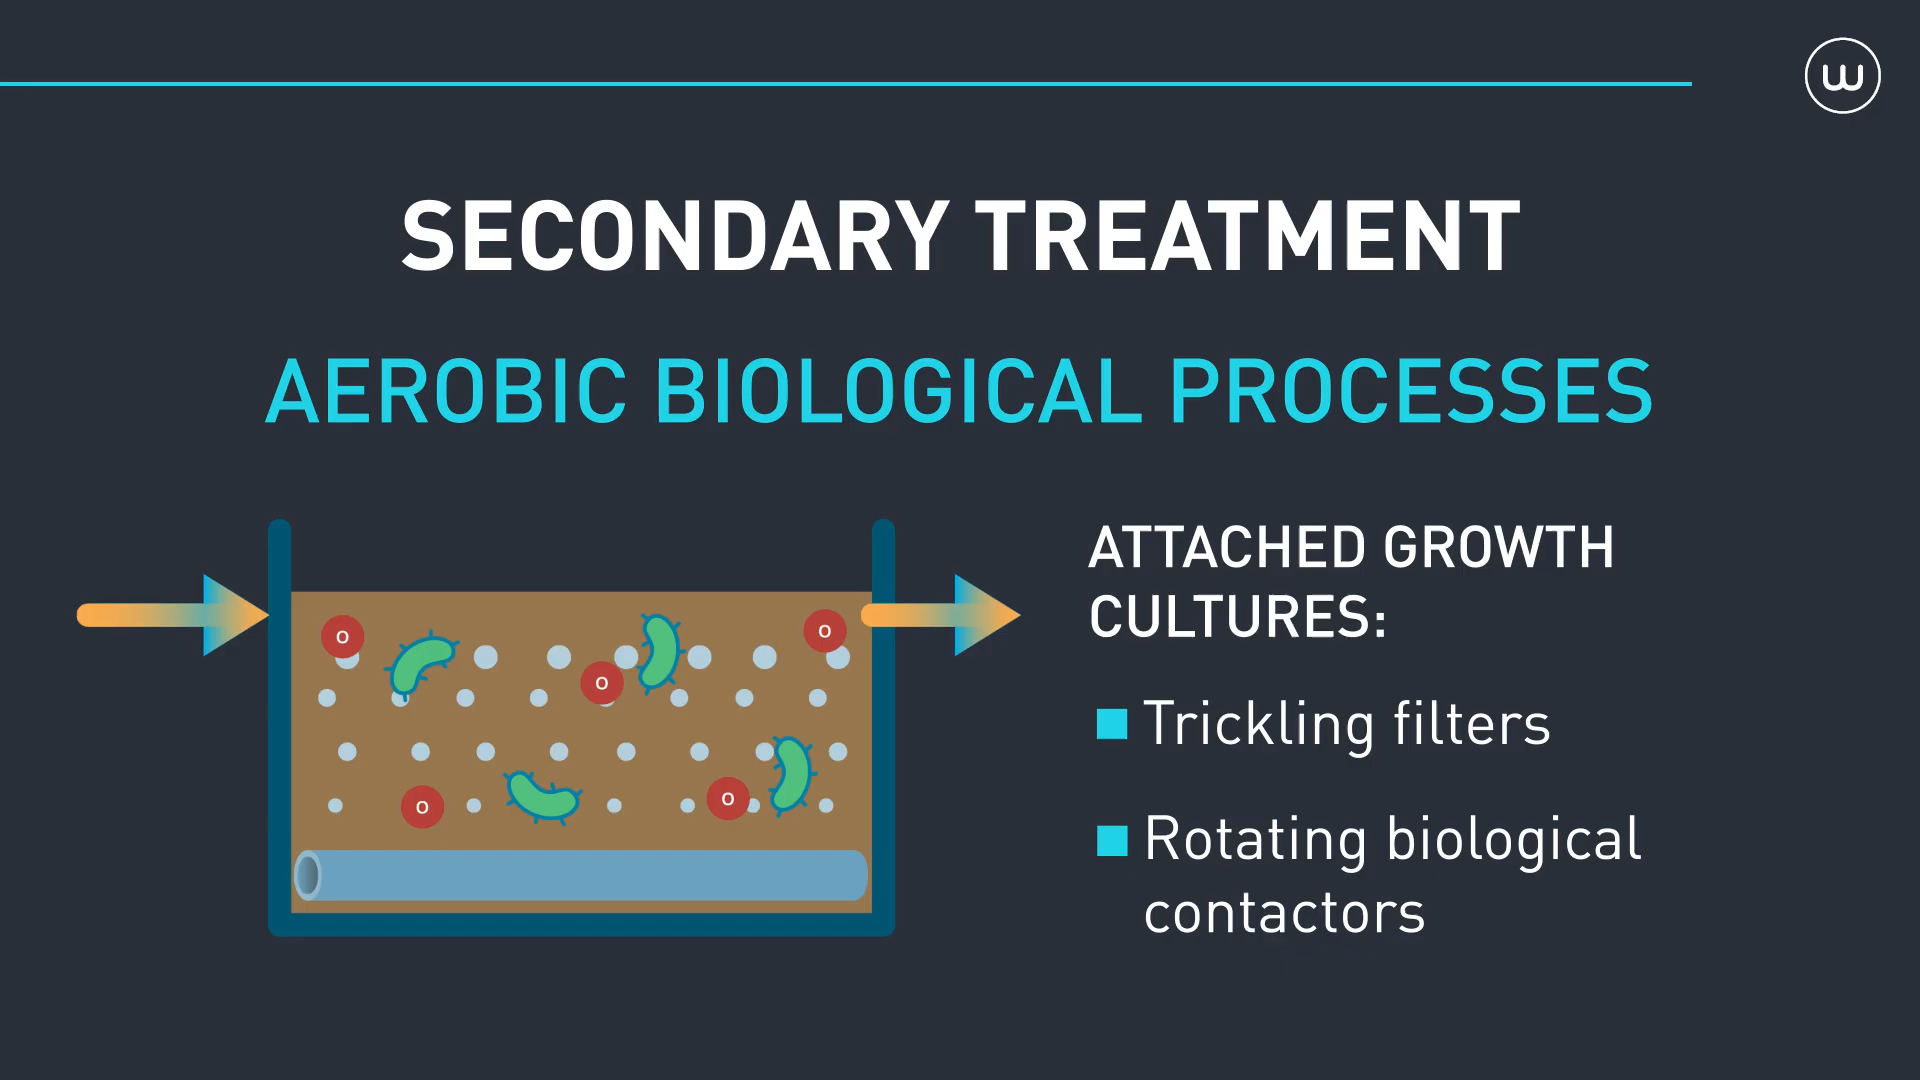 W
SECONDARY TREATMENT
AEROBIC BIOLOGICAL PROCESSES
ATTACHED GROWTH
CULTURES:
o
o
o
o
o
Trickling filters
Rotating biological
contactors